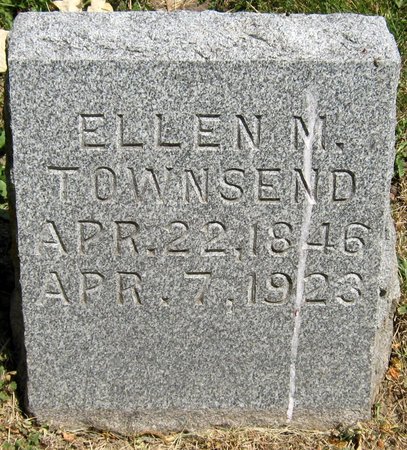 ELLEN M.
TOWNSEND
APR. 22, 1846
APR. 7, 1923